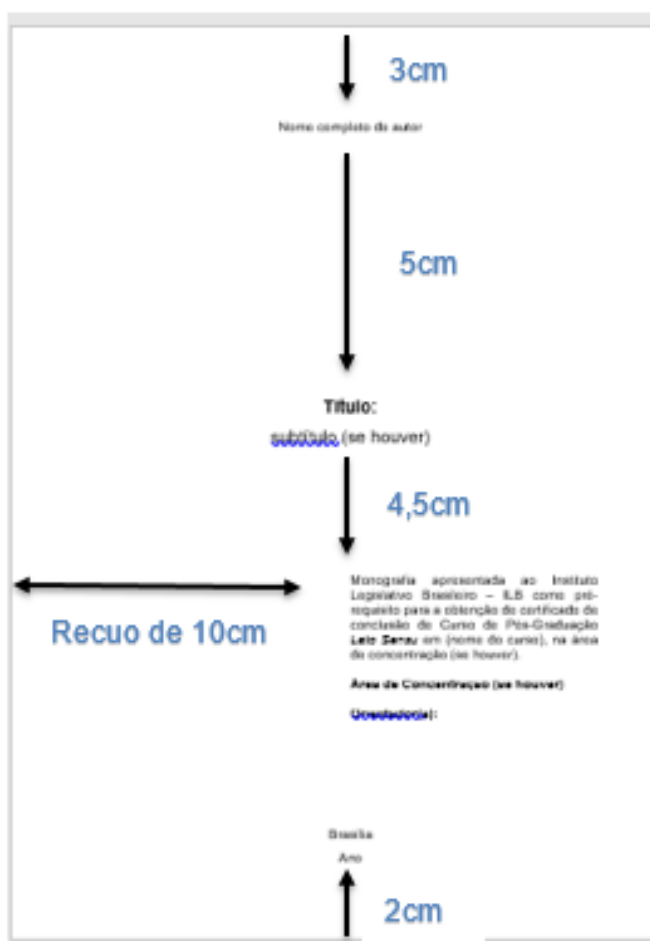 3cm
Nome completo do autor
5cm
Título:
subtítulo (se houver)
4,5cm
Recuo de 10cm
Monografia apresentada ao Instituto
Legislativo Brasileiro – ILB como pré-
requisito para a obtenção de certificado de
conclusão de Curso de Pós-Graduação
Lato Sensu em (nome do curso), na área
de concentração (se houver).
Área de Concentração (se houver)
Orientador(a):
Brasília
Ano
2cm